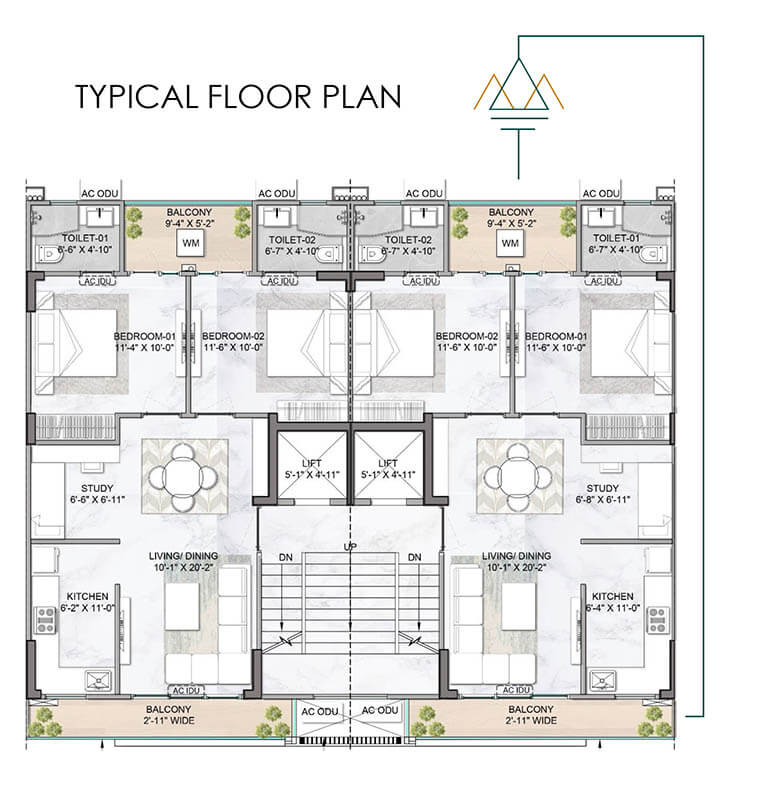 TYPICAL FLOOR PLAN
AC ODU
AC ODU
AC ODU
AC ODU
TOILET-01
6'-6" X 4'-10"
BALCONY
9'-4" X 5'-2"
WM
TOILET-02
6'-7" X 4'-10"
TOILET-02
6'-7" X 4'-10"
BALCONY
9'-4" X 5'-2"
WM
TOILET-01
6'-7" X 4'-10"
AC IDU
AC IDU
AC IDU
AC IDU
BEDROOM-01
11'-4" X 10'-0"
BEDROOM-02
11'-6" X 10'-0"
BEDROOM-02
11'-6" X 10'-0"
BEDROOM-01
11'-6" X 10'-0"
LIFT
5'-1" X 4'-11"
LIFT
5'-1" X 4'-11"
STUDY
6'-6" X 6'-11"
STUDY
6'-8" X 6'-11"
LIVING/ DINING
10'-1" X 20'-2"
DN
UP
DN
LIVING/ DINING
10'-1" X 20'-2"
KITCHEN
6'-2" X 11'-0"
KITCHEN
6'-4" X 11'-0"
AC IDU
AC IDU
BALCONY
2'-11" WIDE
AC ODU
AC ODU
BALCONY
2'-11" WIDE